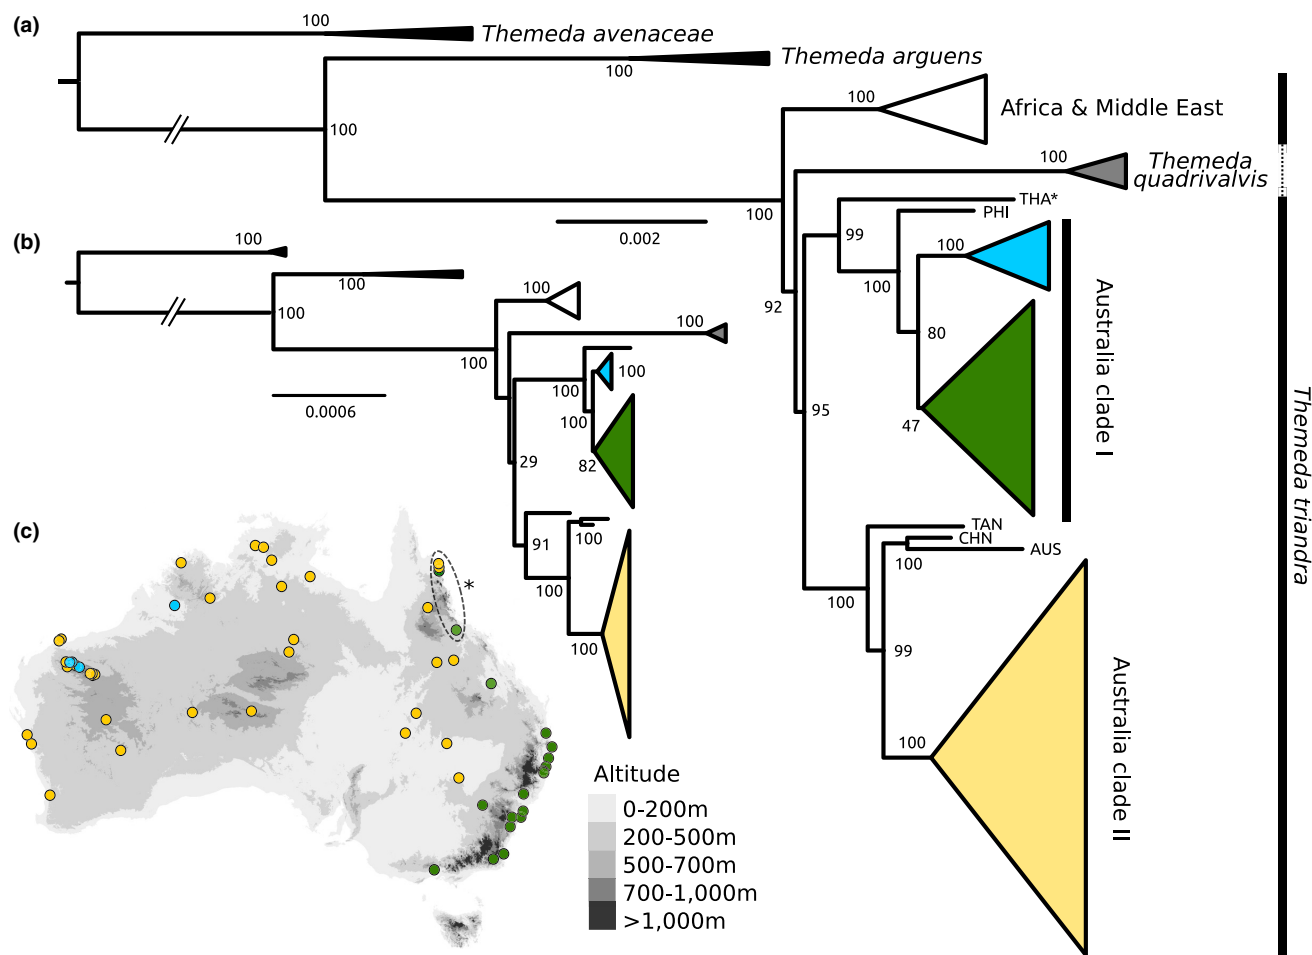 (a)
100
Themeda avenaceae
100
Themeda arguens
100
100
Africa & Middle East
100
Themeda
quadrivalvis
100
THA*
PHI
99
100
100
80
47
92
95
0.002
TAN
CHN
AUS
100
100
99
100
Australia clade I
Australia clade II
Themeda triandra
(b)
100
100
100
100
100
100
0.0006
100
100
100
82
29
91
100
100
100
(c)
*
Altitude
0-200m
200-500m
500-700m
700-1,000m
>1,000m